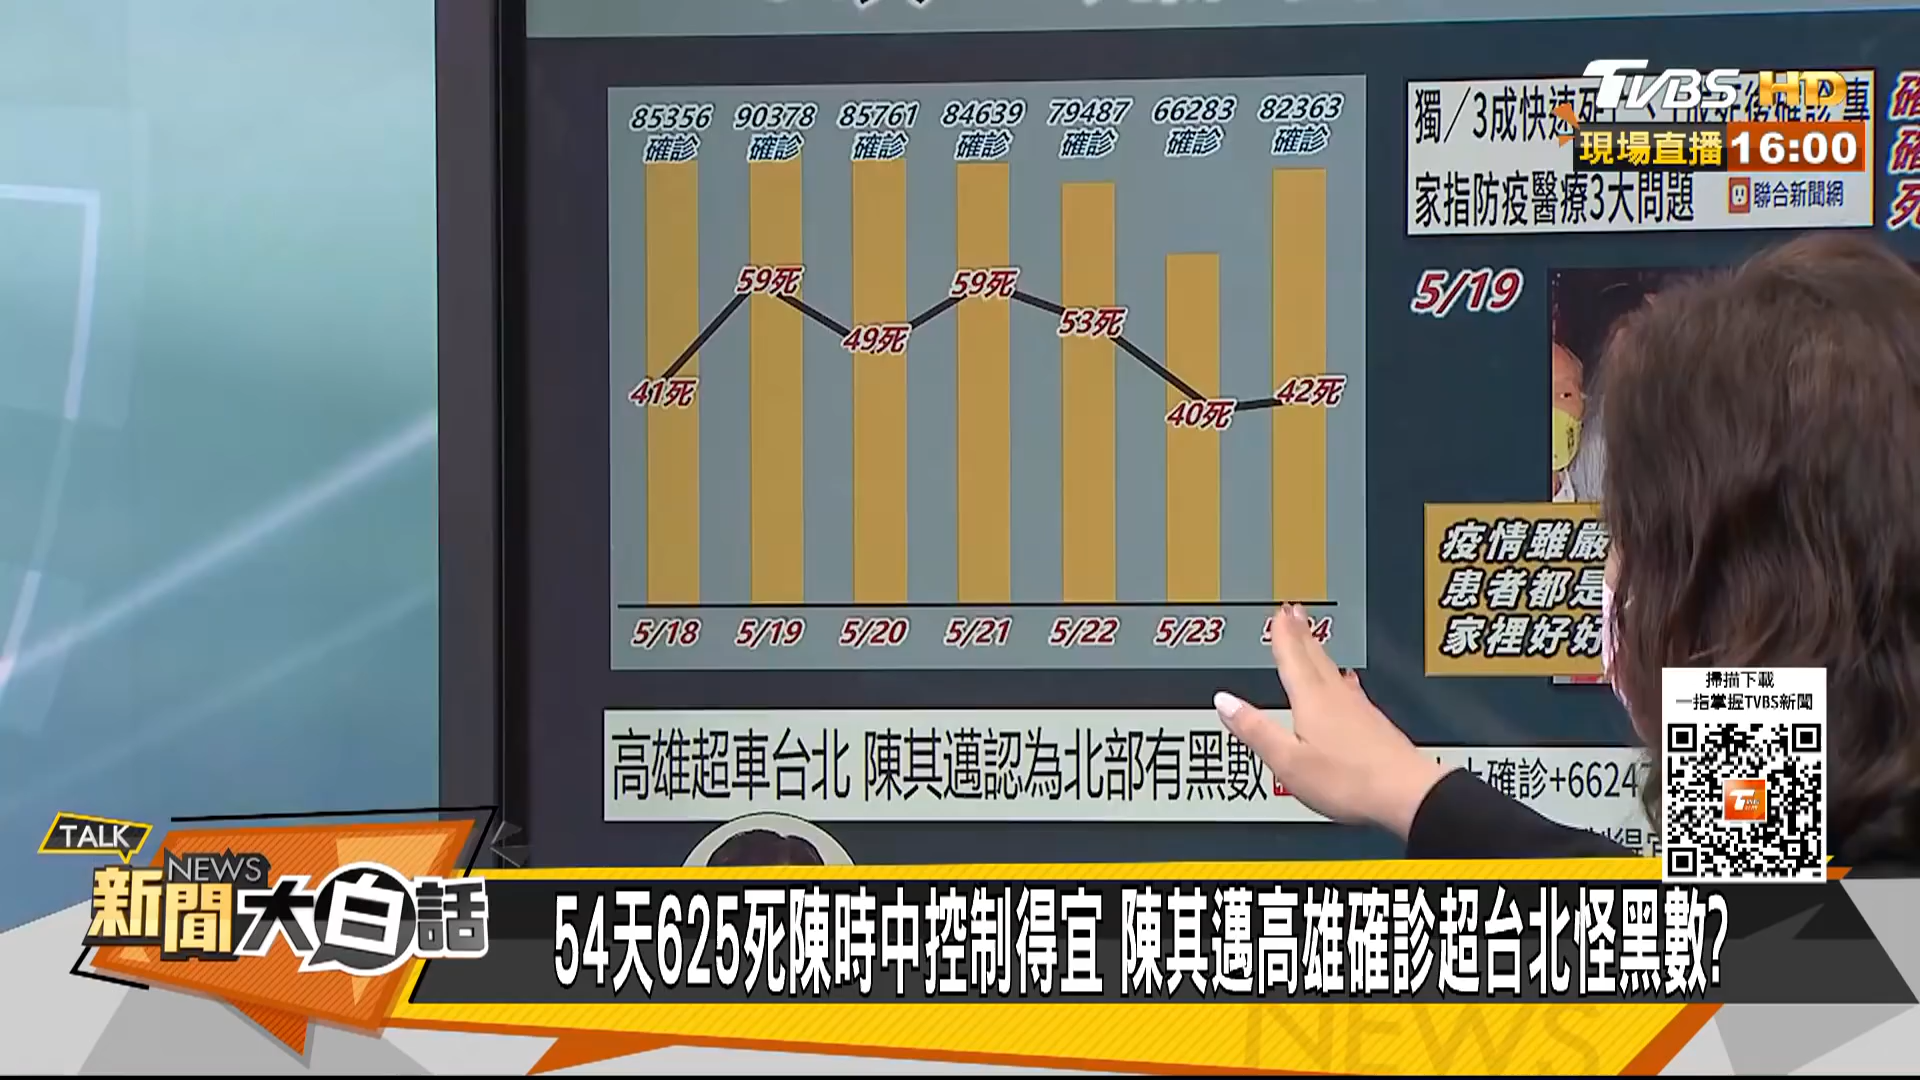 TVBS HD
現場直播 16:00
85356 90378 85761 84639 79487 66283 82363
確診 確診 確診 確診 確診 確診 確診
41死 59死 49死 59死 53死 40死 42死
5/18 5/19 5/20 5/21 5/22 5/23
獨/3成快速死
家指防疫醫療3大問題 聯合新聞網
5/19
疫情雖嚴
患者都是
家裡好好
掃描下載
一指掌握TVBS新聞
高雄超車台北 陳其邁認為北部有黑數
確診+6624
TALK
NEWS
新聞大白話
54天625死陳時中控制得宜 陳其邁高雄確診超台北怪黑數?
NEWS